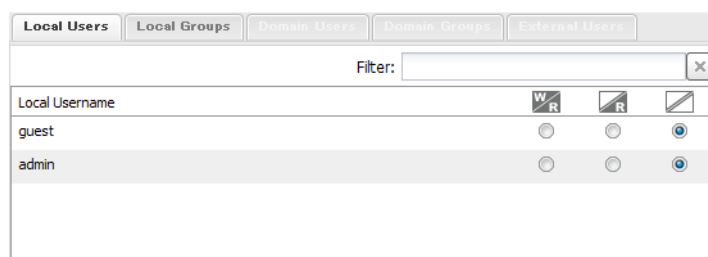 Local Users Local Groups Domain Users Domain Groups External Users
Filter:
Local Username W/R R
guest
admin